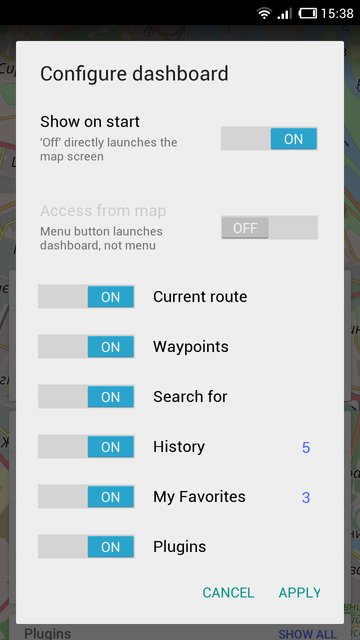 15:38
Configure dashboard
Show on start
'Off' directly launches the
map screen
ON
Access from map
Menu button launches
dashboard, not menu
OFF
ON Current route
ON Waypoints
ON Search for
ON History 5
ON My Favorites 3
ON Plugins
CANCEL APPLY
Plugins SHOW ALL